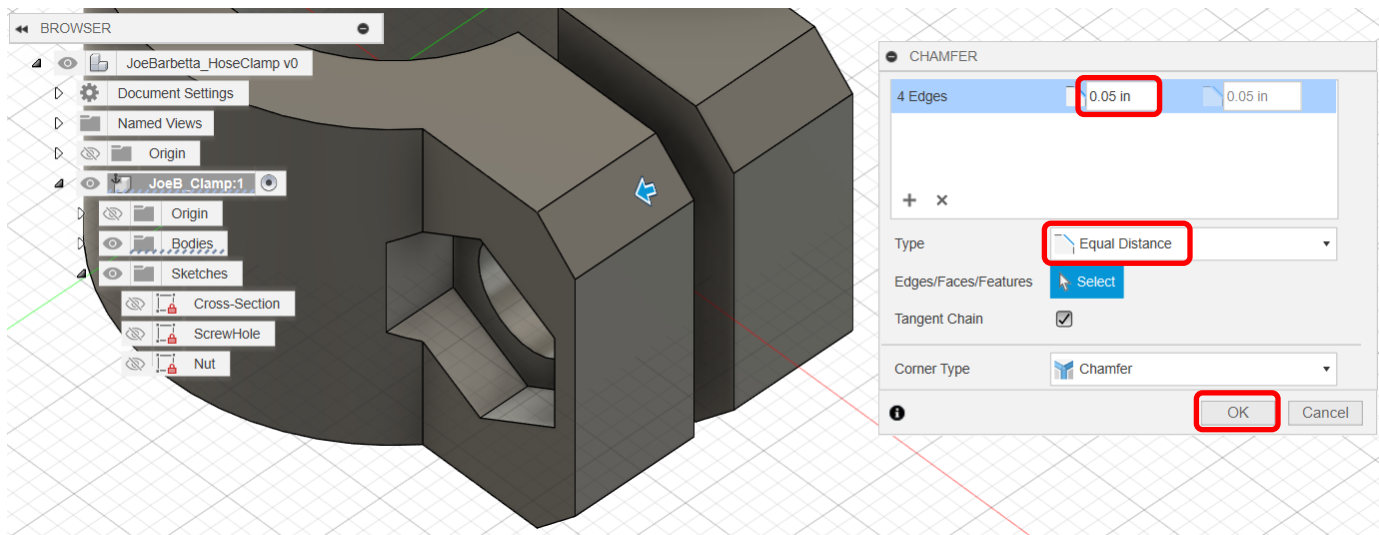 BROWSER
JoeBarbetta_HoseClamp v0
Document Settings
Named Views
Origin
JoeB_Clamp:1
Origin
Bodies
Sketches
Cross-Section
ScrewHole
Nut
CHAMFER
4 Edges 0.05 in 0.05 in
Type Equal Distance
Edges/Faces/Features Select
Tangent Chain
Corner Type Chamfer
OK Cancel